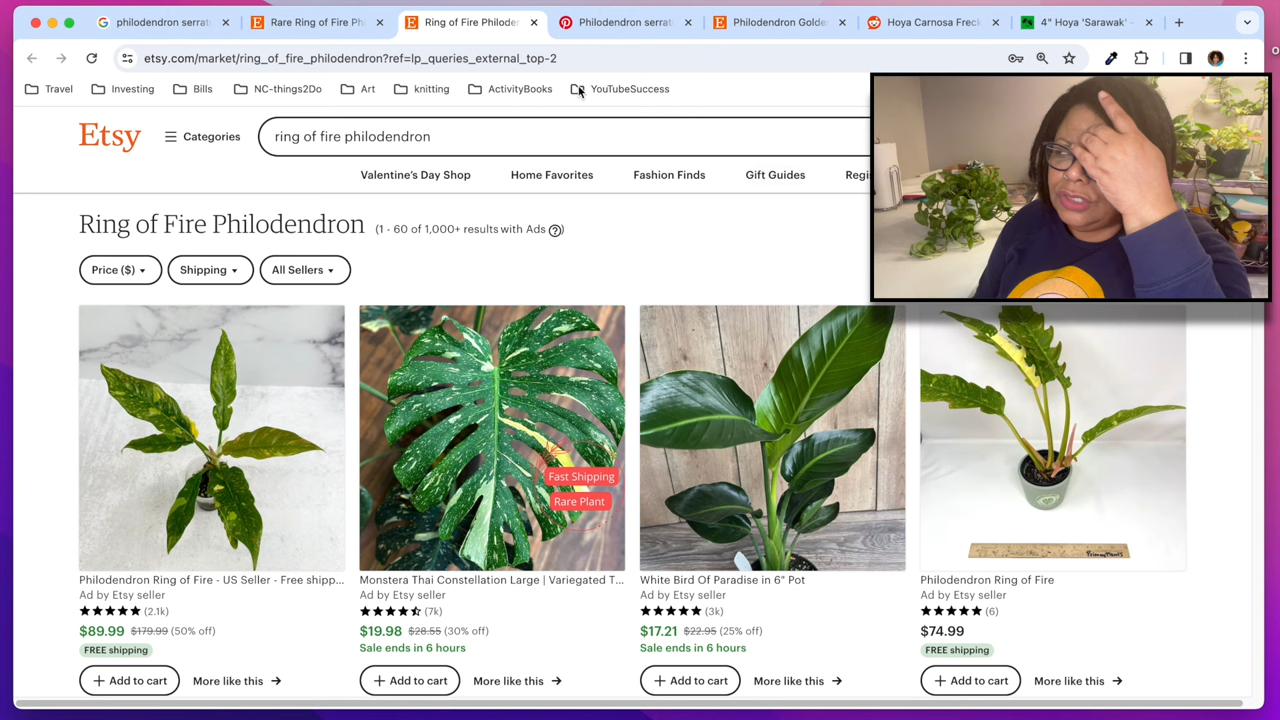 philodendron serrat
Rare Ring of Fire Ph
Ring of Fire Philoder
Philodendron serrat
Philodendron Golde
Hoya Carnosa Freck
4" Hoya 'Sarawak' -
etsy.com/market/ring_of_fire_philodendron?ref=lp_queries_external_top-2
Travel
Investing
Bills
NC-things2Do
Art
knitting
ActivityBooks
YouTubeSuccess
Etsy
Categories
ring of fire philodendron
Valentine's Day Shop
Home Favorites
Fashion Finds
Gift Guides
Regi
Ring of Fire Philodendron
(1 - 60 of 1,000+ results with Ads ?)
Price ($)
Shipping
All Sellers
Fast Shipping
Rare Plant
Philodendron Ring of Fire - US Seller - Free shipp...
Ad by Etsy seller
(2.1k)
$89.99 $179.99 (50% off)
FREE shipping
+ Add to cart
More like this →
Monstera Thai Constellation Large | Variegated T...
Ad by Etsy seller
(7k)
$19.98 $28.55 (30% off)
Sale ends in 6 hours
+ Add to cart
More like this →
White Bird Of Paradise in 6" Pot
Ad by Etsy seller
(3k)
$17.21 $22.95 (25% off)
Sale ends in 6 hours
+ Add to cart
More like this →
Philodendron Ring of Fire
Ad by Etsy seller
(6)
$74.99
FREE shipping
+ Add to cart
More like this →